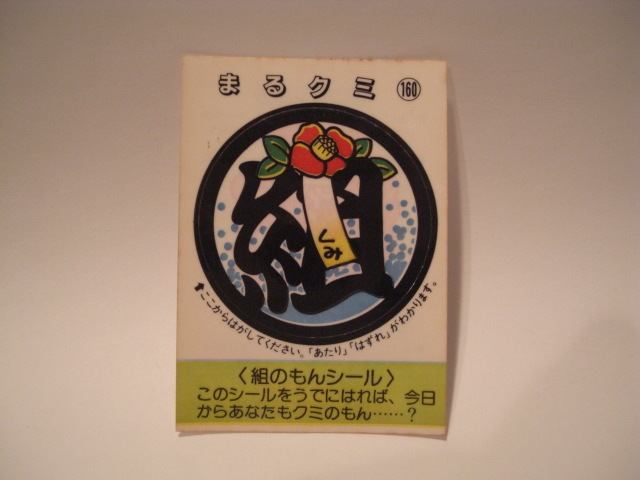 まるクミ 160
組
くみ
⬆ここからはがしてください。「あたり」「はずれ」がわかります。
〈組のもんシール〉
このシールをうでにはれば、今日
からあなたもクミのもん……?